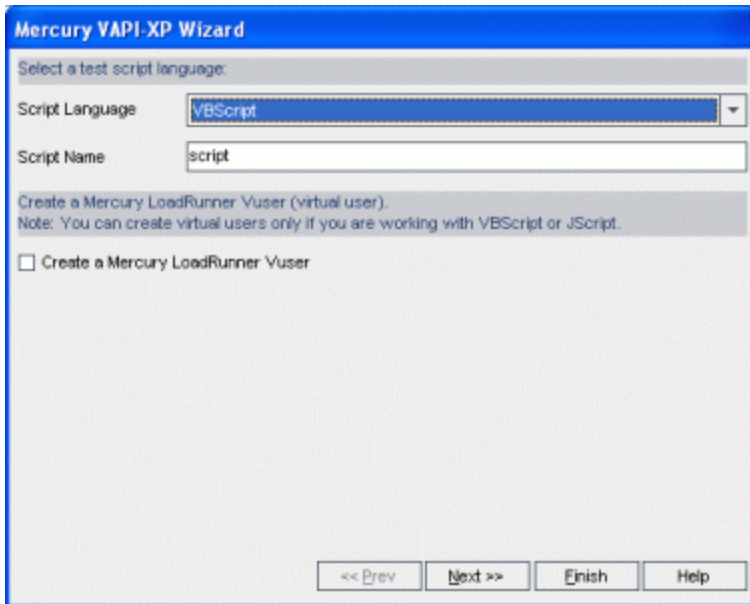 Mercury VAPI-XP Wizard
Select a test script language:
Script Language VBScript
Script Name script
Create a Mercury LoadRunner Vuser (virtual user).
Note: You can create virtual users only if you are working with VBScript or JScript.
Create a Mercury LoadRunner Vuser
<< Prev Next >> Finish Help